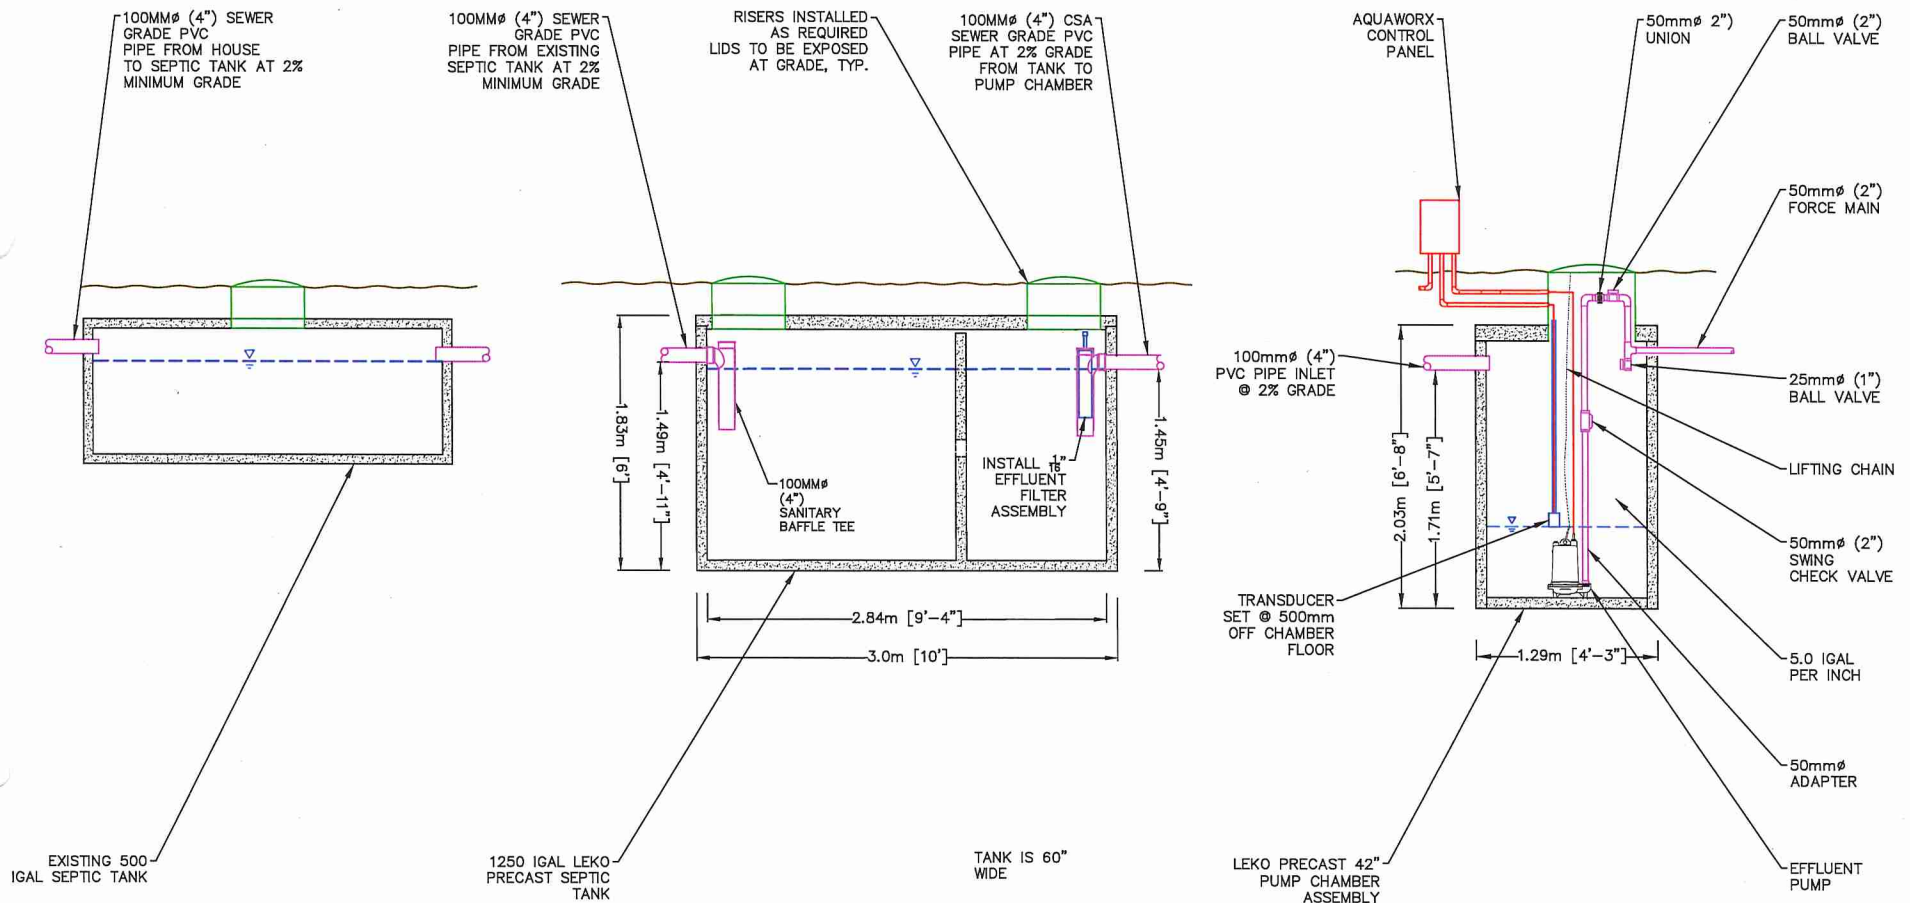 100MMø (4") SEWER
GRADE PVC
PIPE FROM HOUSE
TO SEPTIC TANK AT 2%
MINIMUM GRADE
100MMø (4") SEWER
GRADE PVC
PIPE FROM EXISTING
SEPTIC TANK AT 2%
MINIMUM GRADE
RISERS INSTALLED
AS REQUIRED
LIDS TO BE EXPOSED
AT GRADE, TYP.
100MMø (4") CSA
SEWER GRADE PVC
PIPE AT 2% GRADE
FROM TANK TO
PUMP CHAMBER
AQUAWORX
CONTROL
PANEL
50mmø 2")
UNION
50mmø (2")
BALL VALVE
50mmø (2")
FORCE MAIN
100mmø (4")
PVC PIPE INLET
@ 2% GRADE
25mmø (1")
BALL VALVE
1.83m [6']
1.49m [4'-11"]
100MMø
(4")
SANITARY
BAFFLE TEE
INSTALL 1/16"
EFFLUENT
FILTER
ASSEMBLY
1.45m [4'-9"]
2.03m [6'-8"]
1.71m [5'-7"]
LIFTING CHAIN
50mmø (2")
SWING
CHECK VALVE
TRANSDUCER
SET @ 500mm
OFF CHAMBER
FLOOR
2.84m [9'-4"]
3.0m [10']
1.29m [4'-3"]
5.0 IGAL
PER INCH
50mmø
ADAPTER
EXISTING 500
IGAL SEPTIC TANK
1250 IGAL LEKO
PRECAST SEPTIC
TANK
TANK IS 60"
WIDE
LEKO PRECAST 42"
PUMP CHAMBER
ASSEMBLY
EFFLUENT
PUMP